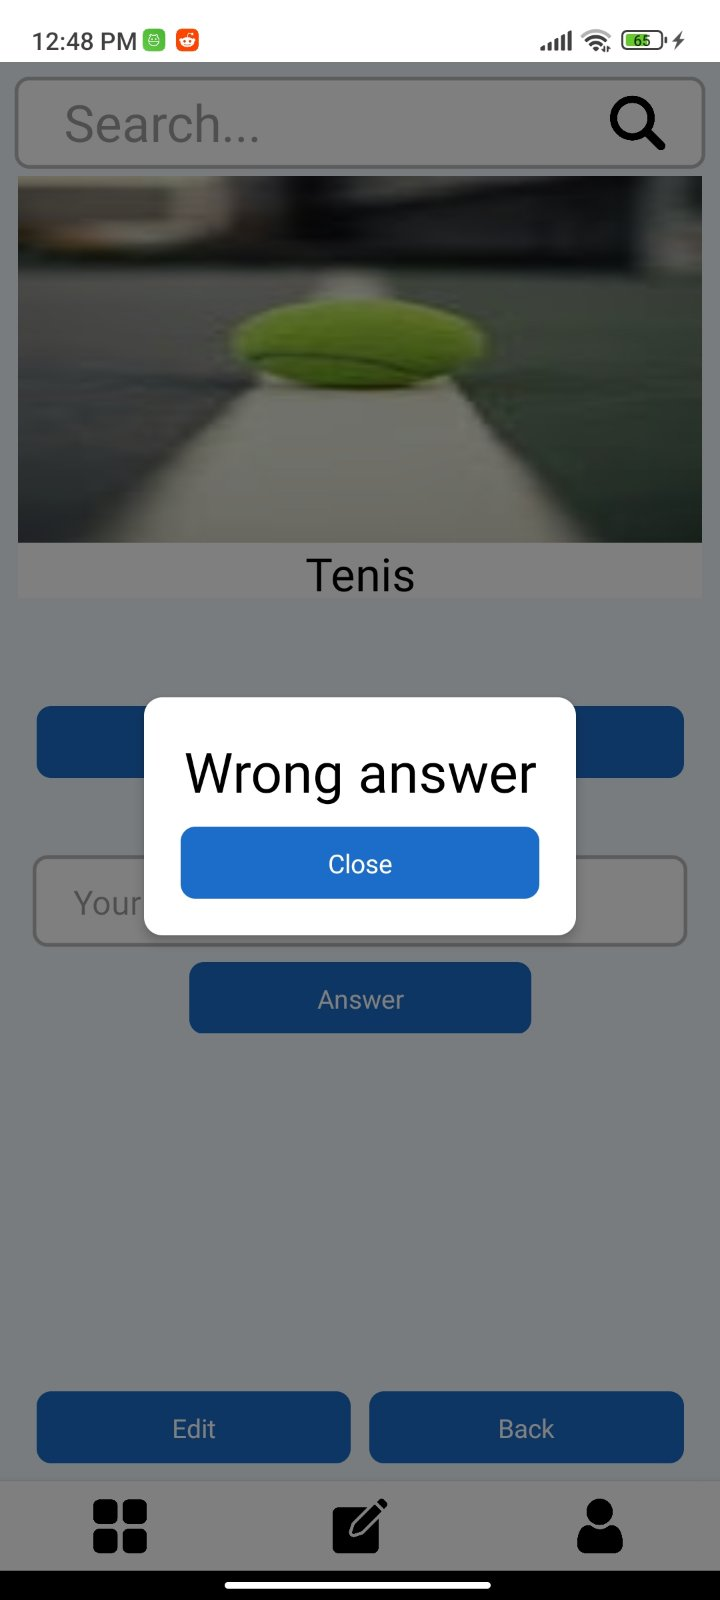 12:48 PM
65
Search...
Tenis
Wrong answer
Close
Your
Answer
Edit
Back